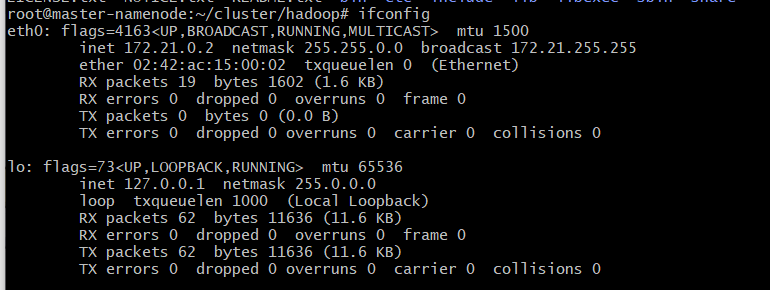 root@master-namenode:~/cluster/hadoop# ifconfig
eth0: flags=4163<UP,BROADCAST,RUNNING,MULTICAST>  mtu 1500
        inet 172.21.0.2  netmask 255.255.0.0  broadcast 172.21.255.255
        ether 02:42:ac:15:00:02  txqueuelen 0  (Ethernet)
        RX packets 19  bytes 1602 (1.6 KB)
        RX errors 0  dropped 0  overruns 0  frame 0
        TX packets 0  bytes 0 (0.0 B)
        TX errors 0  dropped 0 overruns 0  carrier 0  collisions 0
lo: flags=73<UP,LOOPBACK,RUNNING>  mtu 65536
        inet 127.0.0.1  netmask 255.0.0.0
        loop  txqueuelen 1000  (Local Loopback)
        RX packets 62  bytes 11636 (11.6 KB)
        RX errors 0  dropped 0  overruns 0  frame 0
        TX packets 62  bytes 11636 (11.6 KB)
        TX errors 0  dropped 0 overruns 0  carrier 0  collisions 0